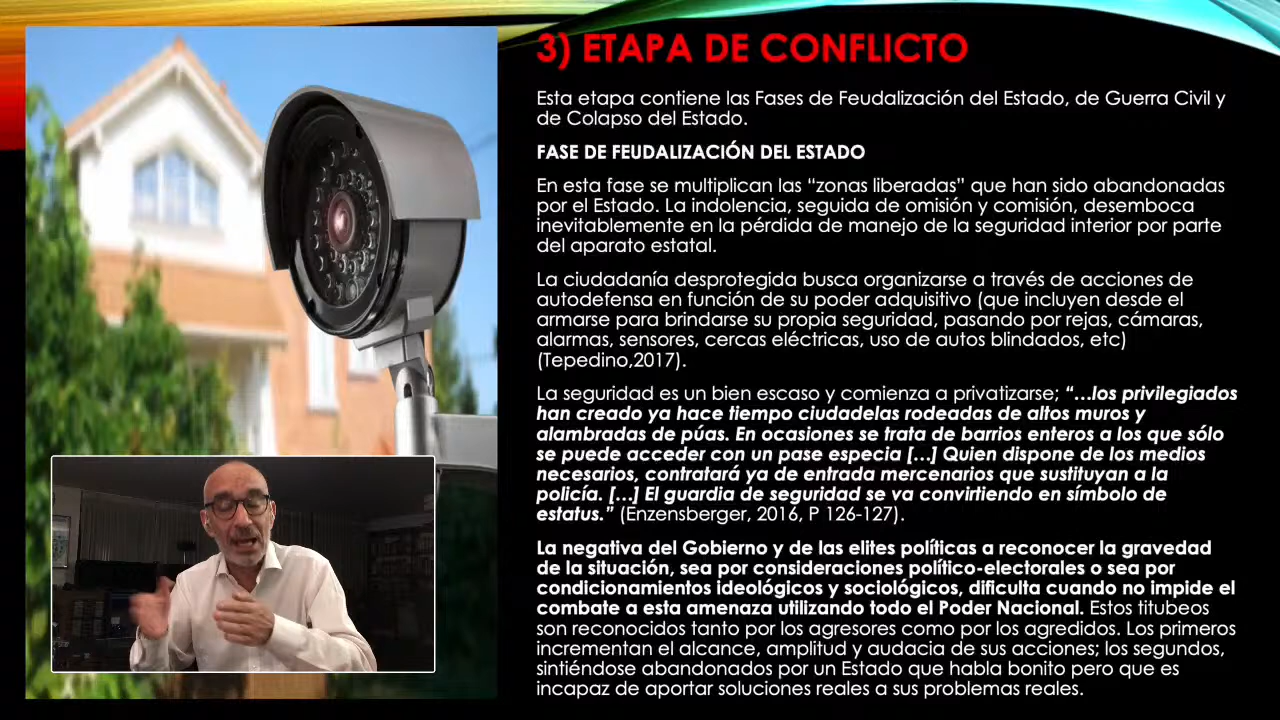 3) ETAPA DE CONFLICTO
Esta etapa contiene las Fases de Feudalización del Estado, de Guerra Civil y
de Colapso del Estado.
FASE DE FEUDALIZACIÓN DEL ESTADO
En esta fase se multiplican las “zonas liberadas” que han sido abandonadas
por el Estado. La indolencia, seguida de omisión y comisión, desemboca
inevitablemente en la pérdida de manejo de la seguridad interior por parte
del aparato estatal.
La ciudadanía desprotegida busca organizarse a través de acciones de
autodefensa en función de su poder adquisitivo (que incluyen desde el
armarse para brindarse su propia seguridad, pasando por rejas, cámaras,
alarmas, sensores, cercas eléctricas, uso de autos blindados, etc)
(Tepedino,2017).
La seguridad es un bien escaso y comienza a privatizarse; “…los privilegiados
han creado ya hace tiempo ciudadelas rodeadas de altos muros y
alambradas de púas. En ocasiones se trata de barrios enteros a los que sólo
se puede acceder con un pase especia […] Quien dispone de los medios
necesarios, contratará ya de entrada mercenarios que sustituyan a la
policía. […] El guardia de seguridad se va convirtiendo en símbolo de
estatus.” (Enzensberger, 2016, P 126-127).
La negativa del Gobierno y de las elites políticas a reconocer la gravedad
de la situación, sea por consideraciones político-electorales o sea por
condicionamientos ideológicos y sociológicos, dificulta cuando no impide el
combate a esta amenaza utilizando todo el Poder Nacional. Estos titubeos
son reconocidos tanto por los agresores como por los agredidos. Los primeros
incrementan el alcance, amplitud y audacia de sus acciones; los segundos,
sintiéndose abandonados por un Estado que habla bonito pero que es
incapaz de aportar soluciones reales a sus problemas reales.